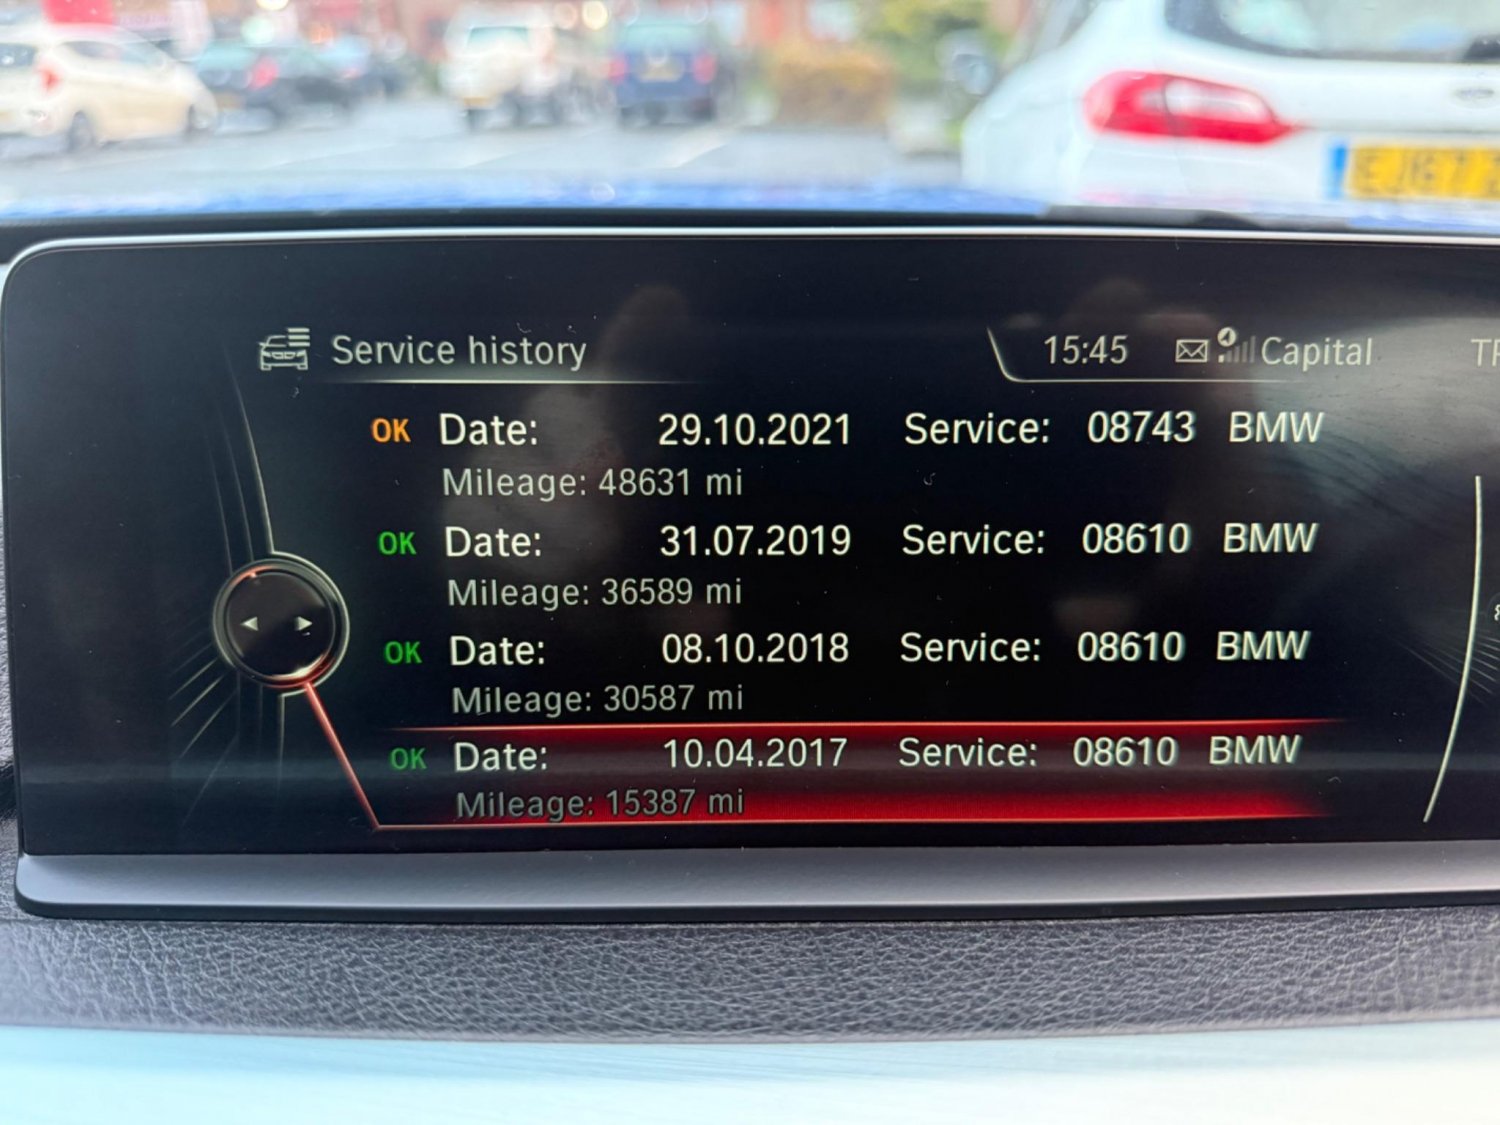 Service history
15:45 Capital
OK Date: 29.10.2021 Service: 08743 BMW
Mileage: 48631 mi
OK Date: 31.07.2019 Service: 08610 BMW
Mileage: 36589 mi
OK Date: 08.10.2018 Service: 08610 BMW
Mileage: 30587 mi
OK Date: 10.04.2017 Service: 08610 BMW
Mileage: 15387 mi